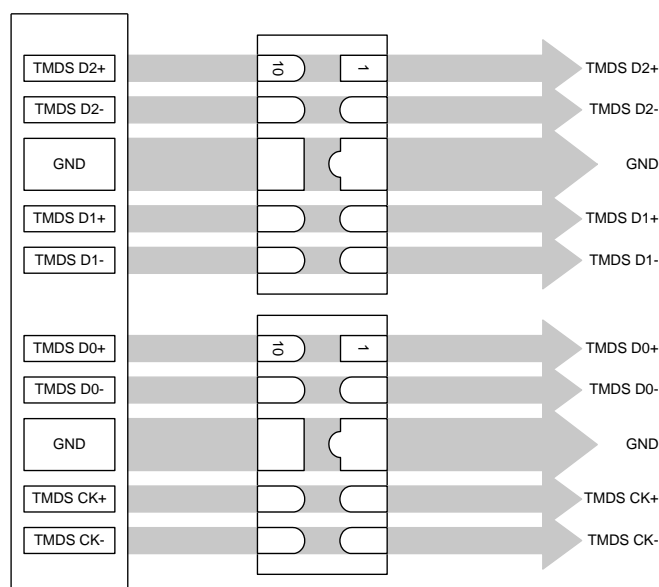 TMDS D2+ 10 1 TMDS D2+
TMDS D2- TMDS D2-
GND GND
TMDS D1+ TMDS D1+
TMDS D1- TMDS D1-
TMDS D0+ 10 1 TMDS D0+
TMDS D0- TMDS D0-
GND GND
TMDS CK+ TMDS CK+
TMDS CK- TMDS CK-